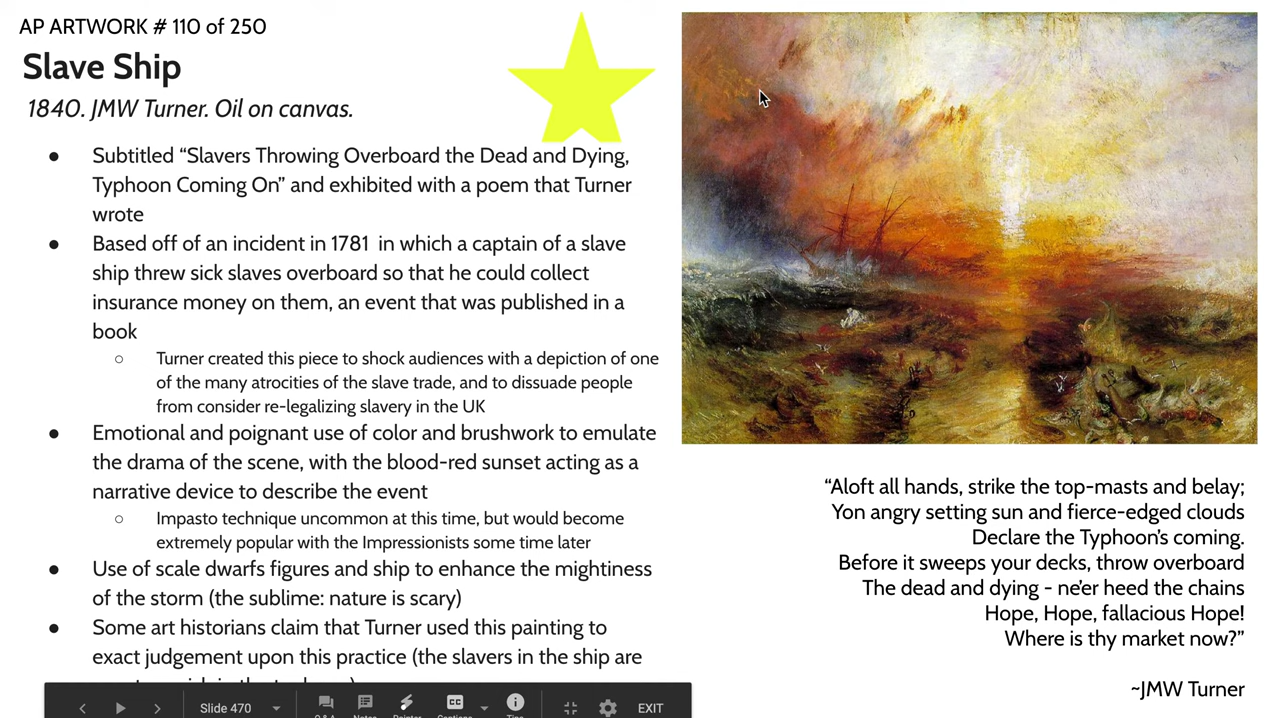 AP ARTWORK # 110 of 250
Slave Ship
1840. JMW Turner. Oil on canvas.
● Subtitled “Slavers Throwing Overboard the Dead and Dying,
Typhoon Coming On” and exhibited with a poem that Turner
wrote
● Based off of an incident in 1781 in which a captain of a slave
ship threw sick slaves overboard so that he could collect
insurance money on them, an event that was published in a
book
○ Turner created this piece to shock audiences with a depiction of one
of the many atrocities of the slave trade, and to dissuade people
from consider re-legalizing slavery in the UK
● Emotional and poignant use of color and brushwork to emulate
the drama of the scene, with the blood-red sunset acting as a
narrative device to describe the event
○ Impasto technique uncommon at this time, but would become
extremely popular with the Impressionists some time later
● Use of scale dwarfs figures and ship to enhance the mightiness
of the storm (the sublime: nature is scary)
● Some art historians claim that Turner used this painting to
exact judgement upon this practice (the slavers in the ship are
“Aloft all hands, strike the top-masts and belay;
Yon angry setting sun and fierce-edged clouds
Declare the Typhoon’s coming.
Before it sweeps your decks, throw overboard
The dead and dying - ne’er heed the chains
Hope, Hope, fallacious Hope!
Where is thy market now?”
~JMW Turner
Slide 470
EXIT